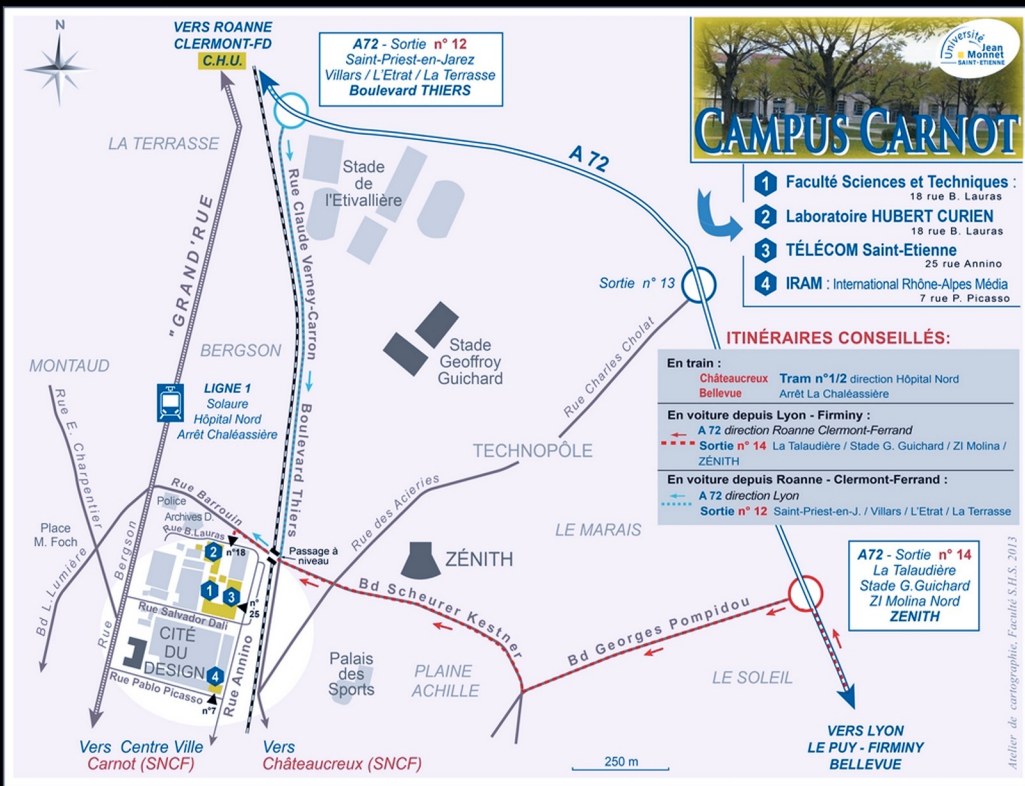 N
VERS ROANNE
CLERMONT-FD
C.H.U.
A72 - Sortie n° 12
Saint-Priest-en-Jarez
Villars / L'Etrat / La Terrasse
Boulevard THIERS
Université
Jean
Monnet
SAINT-ETIENNE
CAMPUS CARNOT
1 Faculté Sciences et Techniques :
18 rue B. Lauras
2 Laboratoire HUBERT CURIEN
18 rue B. Lauras
3 TÉLÉCOM Saint-Etienne
25 rue Annino
4 IRAM : International Rhône-Alpes Média
7 rue P. Picasso
LA TERRASSE
"GRAND'RUE
Rue Claude Verney-Carron
Stade
de
l'Etivallière
A 72
Sortie n° 13
Rue Charles Cholat
Stade
Geoffroy
Guichard
BERGSON
MONTAUD
LIGNE 1
Solaure
Hôpital Nord
Arrêt Chaléassière
Boulevard Thiers
Rue E. Charpentier
TECHNOPÔLE
Rue des Acieries
LE MARAIS
ITINÉRAIRES CONSEILLÉS:
En train :
Châteaucreux Tram n°1/2 direction Hôpital Nord
Bellevue Arrêt La Chaléassière
En voiture depuis Lyon - Firminy :
A 72 direction Roanne Clermont-Ferrand
Sortie n° 14 La Talaudière / Stade G. Guichard / ZI Molina /
ZÉNITH
En voiture depuis Roanne - Clermont-Ferrand :
A 72 direction Lyon
Sortie n° 12 Saint-Priest-en-J. / Villars / L'Etrat / La Terrasse
Rue Barrouin
Police
Archives D.
Rue B.Lauras
Place
M. Foch
Bd L. Lumière
Rue Bergson
2
n°18
1
3
n°
25
Passage à
niveau
ZÉNITH
Bd Scheurer Kestner
Bd Georges Pompidou
Rue Salvador Dali
CITÉ
DU
DESIGN
4
Rue Pablo Picasso
n°7
Rue Annino
Palais
des
Sports
PLAINE
ACHILLE
LE SOLEIL
A72 - Sortie n° 14
La Talaudière
Stade G.Guichard
ZI Molina Nord
ZENITH
Vers Centre Ville
Carnot (SNCF)
Vers
Châteaucreux (SNCF)
250 m
VERS LYON
LE PUY - FIRMINY
BELLEVUE
Atelier de cartographie, Faculté S.H.S. 2013